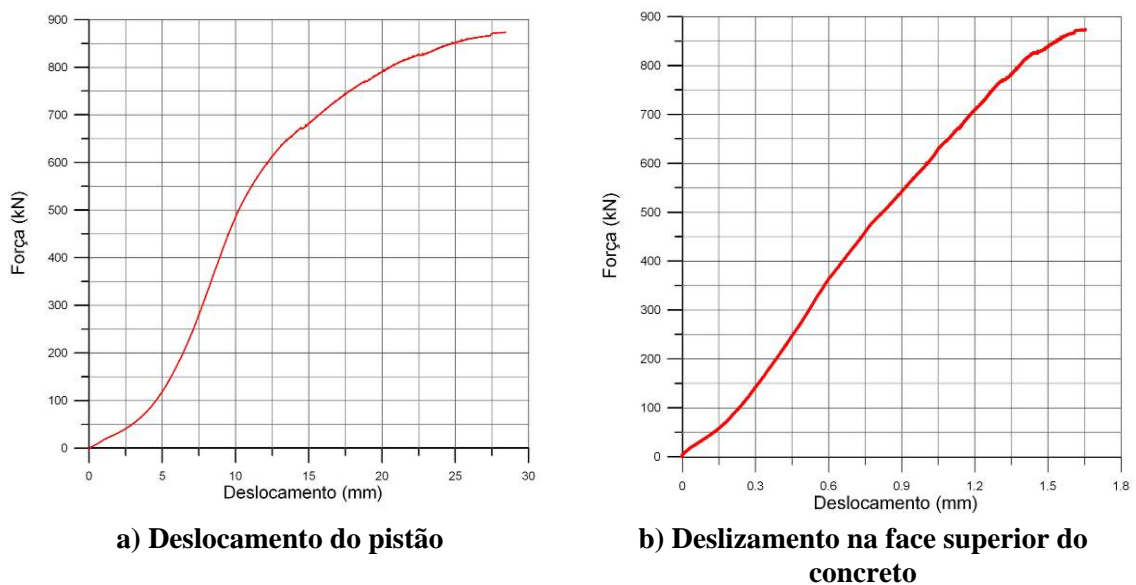 900
800
700
600
500
400
300
200
100
0
Força (kN)
0 5 10 15 20 25 30
Deslocamento (mm)
a) Deslocamento do pistão
900
800
700
600
500
400
300
200
100
0
Força (kN)
0 0.3 0.6 0.9 1.2 1.5 1.8
Deslocamento (mm)
b) Deslizamento na face superior do
concreto